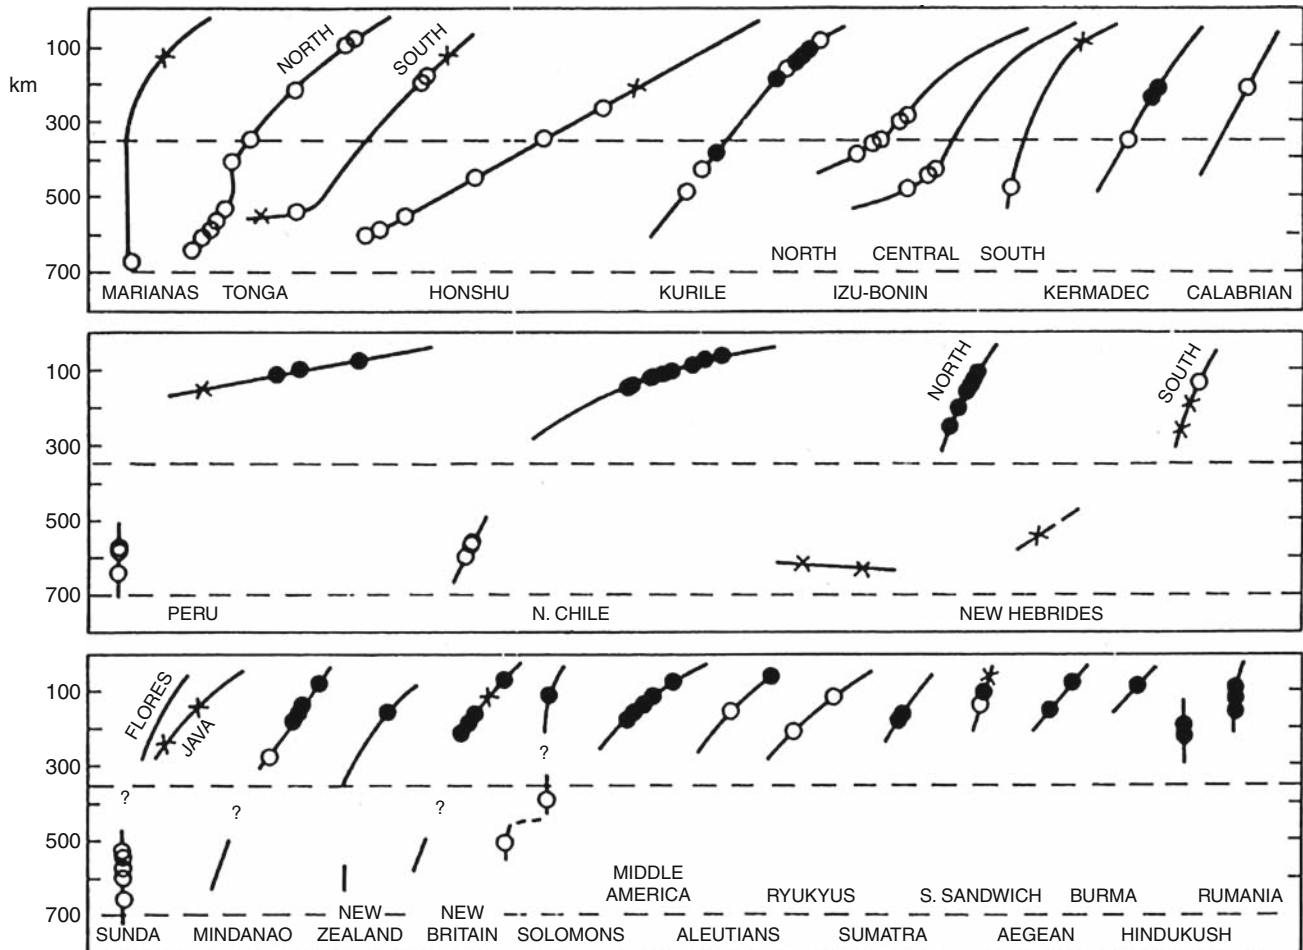 100
km
300
500
700
NORTH
SOUTH
NORTH CENTRAL SOUTH
MARIANAS TONGA HONSHU KURILE IZU-BONIN KERMADEC CALABRIAN
100
300
500
700
NORTH
SOUTH
PERU N. CHILE NEW HEBRIDES
100
300
500
700
FLORES
JAVA
?
?
?
?
MIDDLE
AMERICA RYUKYUS S. SANDWICH BURMA RUMANIA
NEW NEW
SUNDA MINDANAO ZEALAND BRITAIN SOLOMONS ALEUTIANS SUMATRA AEGEAN HINDUKUSH